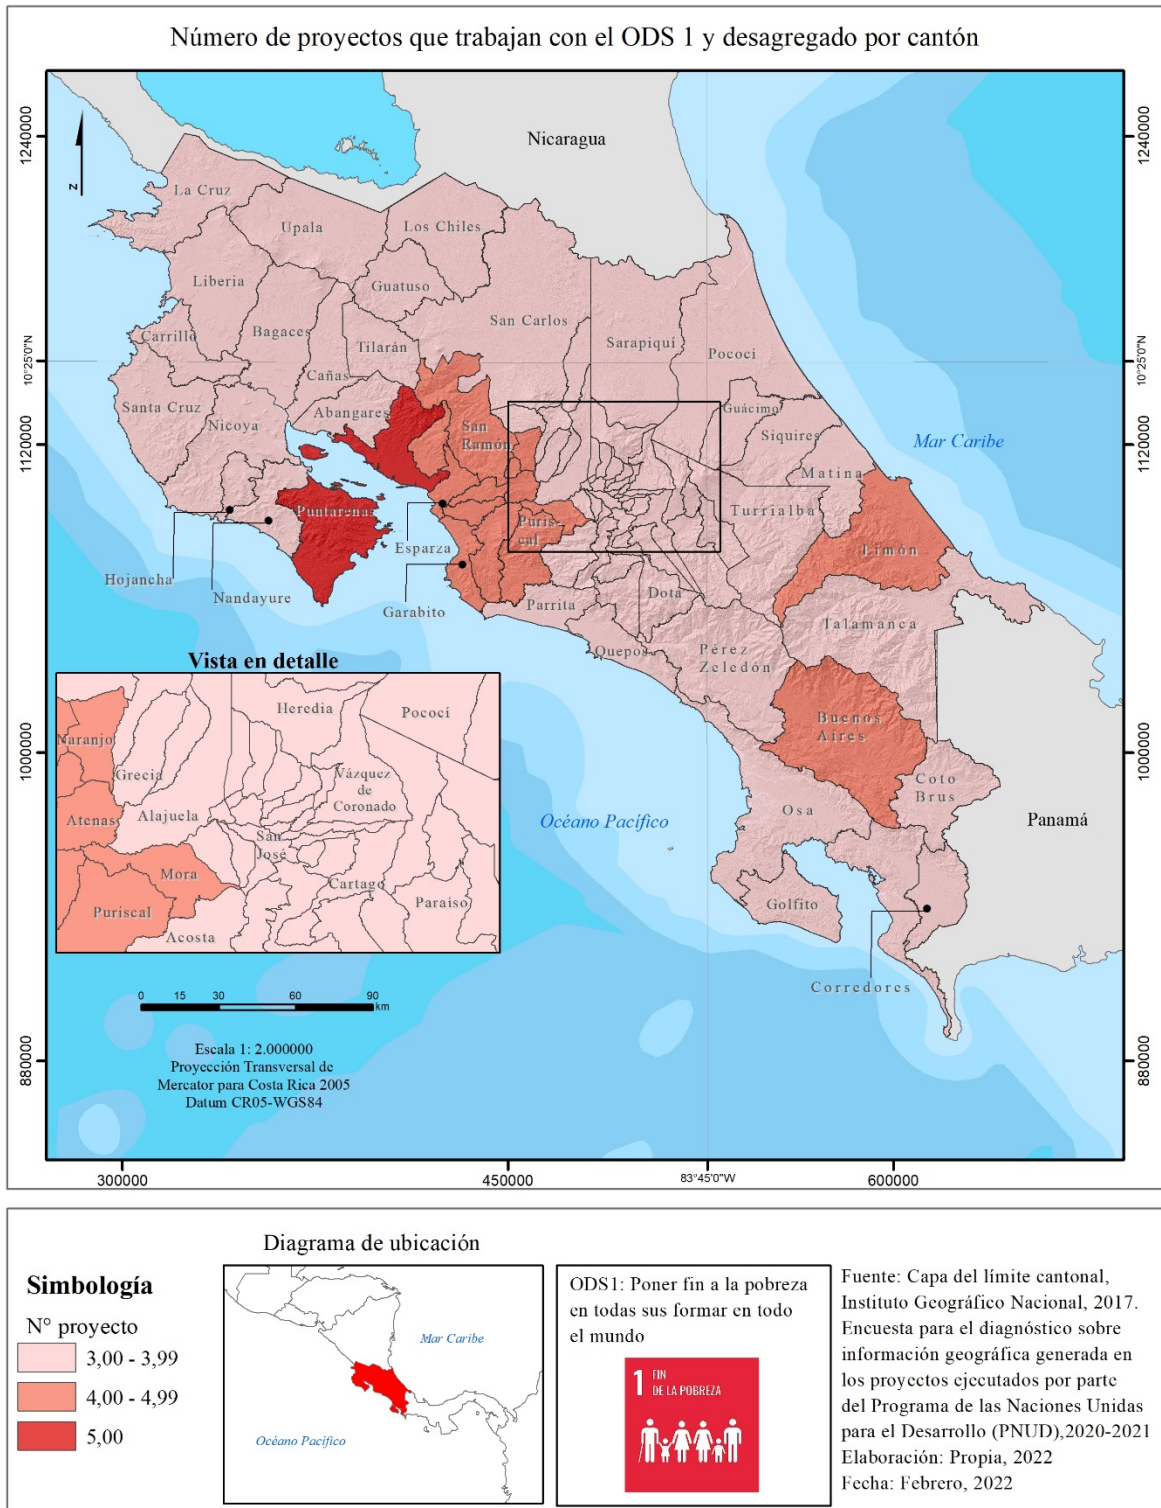 Número de proyectos que trabajan con el ODS 1 y desagregado por cantón
1240000
1120000
1000000
880000
10°25'0"N
1240000
10°25'0"N
1120000
1000000
880000
300000
450000
83°45'0"W
600000
N
Nicaragua
La Cruz
Upala
Los Chiles
Liberia
Guatuso
San Carlos
Carrillo
Bagaces
Tilarán
Sarapiquí
Pococí
Cañas
Santa Cruz
Abangares
Guácimo
Nicoya
San
Ramón
Siquires
Mar Caribe
Matina
Puntarenas
Turrialba
Puris-
cal
Limón
Esparza
Hojancha
Nandayure
Garabito
Parrita
Dota
Talamanca
Quepos
Pérez
Zeledón
Buenos
Aires
Coto
Brus
Osa
Panamá
Océano Pacífico
Golfito
Corredores
Vista en detalle
Heredia
Pococí
Naranjo
Grecia
Vázquez
de
Coronado
Atenas
Alajuela
San
José
Mora
Cartago
Puriscal
Paraíso
Acosta
0 15 30 60 90
km
Escala 1: 2.000000
Proyección Transversal de
Mercator para Costa Rica 2005
Datum CR05-WGS84
Simbología
N° proyecto
3,00 - 3,99
4,00 - 4,99
5,00
Diagrama de ubicación
Mar Caribe
Océano Pacífico
ODS1: Poner fin a la pobreza
en todas sus formar en todo
el mundo
1 FIN
DE LA POBREZA
Fuente: Capa del límite cantonal,
Instituto Geográfico Nacional, 2017.
Encuesta para el diagnóstico sobre
información geográfica generada en
los proyectos ejecutados por parte
del Programa de las Naciones Unidas
para el Desarrollo (PNUD),2020-2021
Elaboración: Propia, 2022
Fecha: Febrero, 2022